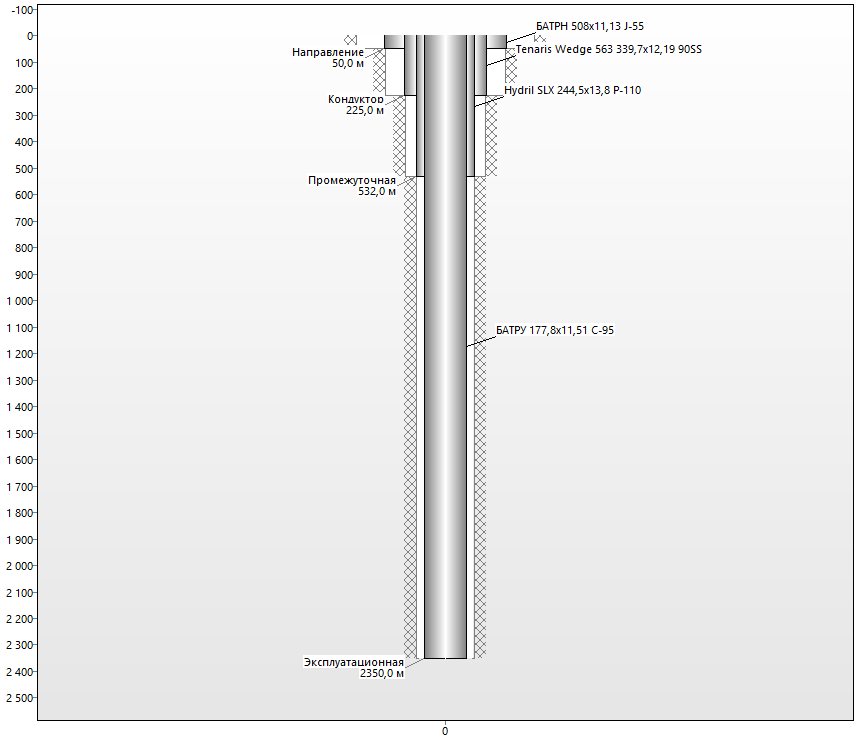 -100
0
БАТРН 508x11,13 J-55
Направление
50,0 м
Tenaris Wedge 563 339,7x12,19 90SS
100
200
Hydril SLX 244,5x13,8 P-110
Кондуктор
225,0 м
300
400
500
Промежуточная
532,0 м
600
700
800
900
1 000
1 100
БАТРУ 177,8x11,51 C-95
1 200
1 300
1 400
1 500
1 600
1 700
1 800
1 900
2 000
2 100
2 200
2 300
Эксплуатационная
2350,0 м
2 400
2 500
0